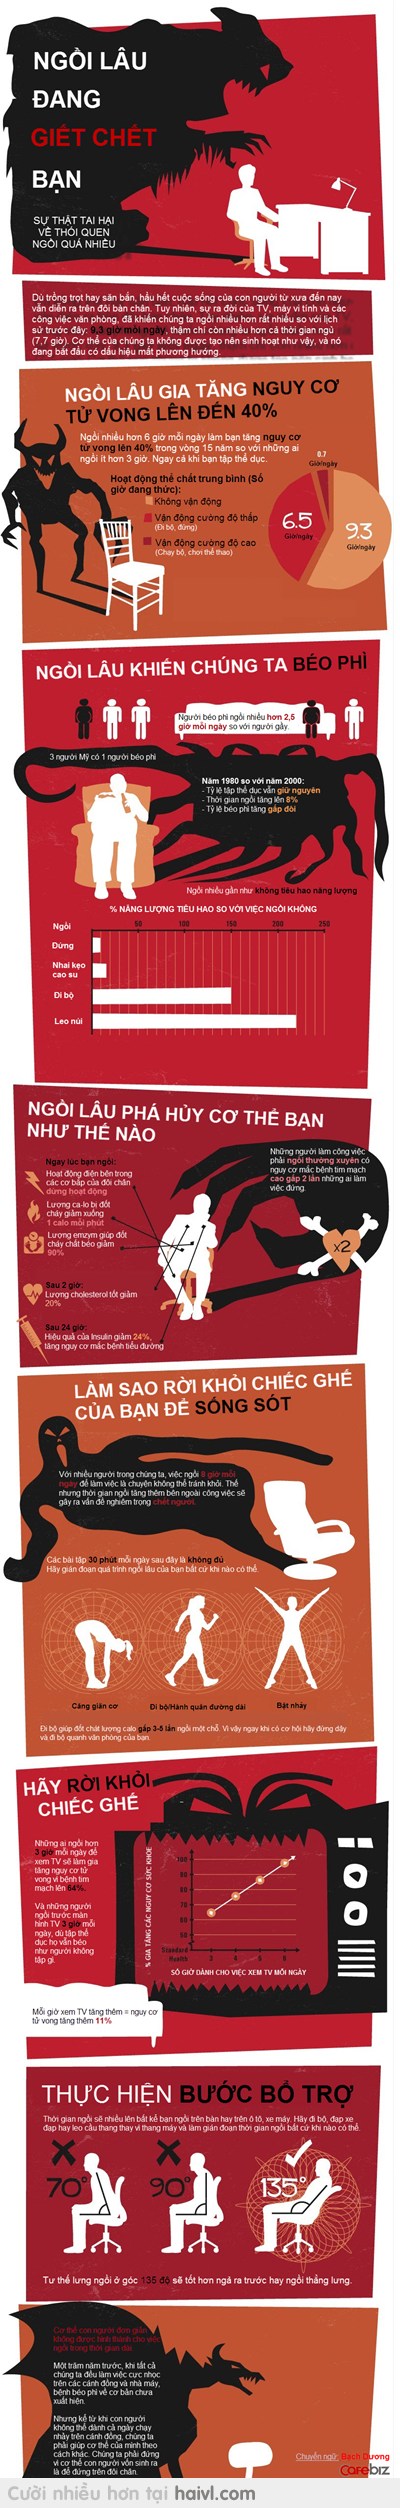 NGỒI LÂU
ĐANG
GIẾT CHẾT
BẠN
SỰ THẬT TAI HẠI
VỀ THÓI QUEN
NGỒI QUÁ NHIỀU
Dù trồng trọt hay săn bắn, hầu hết cuộc sống của con người từ xưa đến nay
vẫn diễn ra trên đôi bàn chân. Tuy nhiên, sự ra đời của TV, máy vi tính và các
công việc văn phòng, đã khiến chúng ta ngồi nhiều hơn rất nhiều so với lịch
sử trước đây: 9,3 giờ mỗi ngày, thậm chí còn nhiều hơn cả thời gian ngủ
(7,7 giờ). Cơ thể của chúng ta không được tạo nên sinh hoạt như vậy, và nó
đang bắt đầu có dấu hiệu mất phương hướng.
NGỒI LÂU GIA TĂNG NGUY CƠ
TỬ VONG LÊN ĐẾN 40%
Ngồi nhiều hơn 6 giờ mỗi ngày làm bạn tăng nguy cơ
tử vong lên 40% trong vòng 15 năm so với những ai
ngồi ít hơn 3 giờ. Ngay cả khi bạn tập thể dục.
Hoạt động thể chất trung bình (Số
giờ đang thức):
Không vận động
Vận động cường độ thấp
(Đi bộ, đứng)
Vận động cường độ cao
(Chạy bộ, chơi thể thao)
0.7
Giờ/ngày
6.5
Giờ/ngày
9.3
Giờ/ngày
NGỒI LÂU KHIẾN CHÚNG TA BÉO PHÌ
Người béo phì ngồi nhiều hơn 2,5
giờ mỗi ngày so với người gầy.
3 người Mỹ có 1 người béo phì
Năm 1980 so với năm 2000:
- Tỷ lệ tập thể dục vẫn giữ nguyên
- Thời gian ngồi tăng lên 8%
- Tỷ lệ béo phì tăng gấp đôi
Ngồi nhiều gần như không tiêu hao năng lượng
% NĂNG LƯỢNG TIÊU HAO SO VỚI VIỆC NGỒI KHÔNG
50 100 150 200 250
Ngồi
Đứng
Nhai kẹo
cao su
Đi bộ
Leo núi
NGỒI LÂU PHÁ HỦY CƠ THỂ BẠN
NHƯ THẾ NÀO
Ngay lúc bạn ngồi:
Hoạt động điện bên trong
các cơ bắp của đôi chân
dừng hoạt động
Lượng ca-lo bị đốt
cháy giảm xuống
1 calo mỗi phút
Lượng emzym giúp đốt
cháy chất béo giảm
90%
Sau 2 giờ:
Lượng cholesterol tốt giảm
20%
Sau 24 giờ:
Hiệu quả của Insulin giảm 24%,
tăng nguy cơ mắc bệnh tiểu đường
Những người làm công việc
phải ngồi thường xuyên có
nguy cơ mắc bệnh tim mạch
cao gấp 2 lần những ai làm
việc đứng.
x2
LÀM SAO RỜI KHỎI CHIẾC GHẾ
CỦA BẠN ĐỂ SỐNG SÓT
Với nhiều người trong chúng ta, việc ngồi 8 giờ mỗi
ngày để làm việc là chuyện không thể tránh khỏi. Thế
nhưng thời gian ngồi tăng thêm bên ngoài công việc sẽ
gây ra vấn đề nghiêm trọng chết người.
Các bài tập 30 phút mỗi ngày sau đây là không đủ.
Hãy gián đoạn quá trình ngồi lâu của bạn bất cứ khi nào có thể.
Căng giãn cơ
Đi bộ/Hành quân đường dài
Bật nhảy
Đi bộ giúp đốt chát lượng calo gấp 3-5 lần ngồi một chỗ. Vì vậy ngay khi có cơ hội hãy đứng dậy
và đi bộ quanh văn phòng của bạn.
HÃY RỜI KHỎI
CHIẾC GHẾ
Những ai ngồi hơn
3 giờ mỗi ngày để
xem TV sẽ làm gia
tăng nguy cơ tử
vong vì bệnh tim
mạch lên 64%.
Và những người
ngồi trước màn
hình TV 3 giờ mỗi
ngày, dù tập thể
dục họ vẫn béo
như người không
tập gì.
Mỗi giờ xem TV tăng thêm = nguy cơ
tử vong tăng thêm 11%
% GIA TĂNG CÁC NGUY CƠ SỨC KHỎE
100
90
80
70
60
50
Standard
Health
3 4 5 6
SỐ GIỜ DÀNH CHO VIỆC XEM TV MỖI NGÀY
THỰC HIỆN BƯỚC BỔ TRỢ
Thời gian ngồi sẽ nhiều lên bất kể bạn ngồi trên bàn hay trên ô tô, xe máy. Hãy đi bộ, đạp xe
đạp hay leo cầu thang thay vì thang máy và làm gián đoạn thời gian ngồi bất cứ khi nào có thể.
70°
90°
135°
Tư thế lưng ngồi ở góc 135 độ sẽ tốt hơn ngả ra trước hay ngồi thẳng lưng.
Cơ thể con người đơn giản
không được hình thành cho việc
ngồi trong thời gian dài.
Một trăm năm trước, khi tất cả
chúng ta đều làm việc cực nhọc
trên các cánh đồng và nhà máy,
bệnh béo phì về cơ bản chưa
xuất hiện.
Nhưng kể từ khi con người
không thể dành cả ngày chạy
nhảy trên cánh đồng, chúng ta
phải giúp cơ thể của mình theo
cách khác. Chúng ta phải đứng
vì cơ thể con người vốn sinh ra
là để đứng trên đôi chân.
Chuyển ngữ: Bạch Dương
CafeBiz
Cười nhiều hơn tại haivl.com